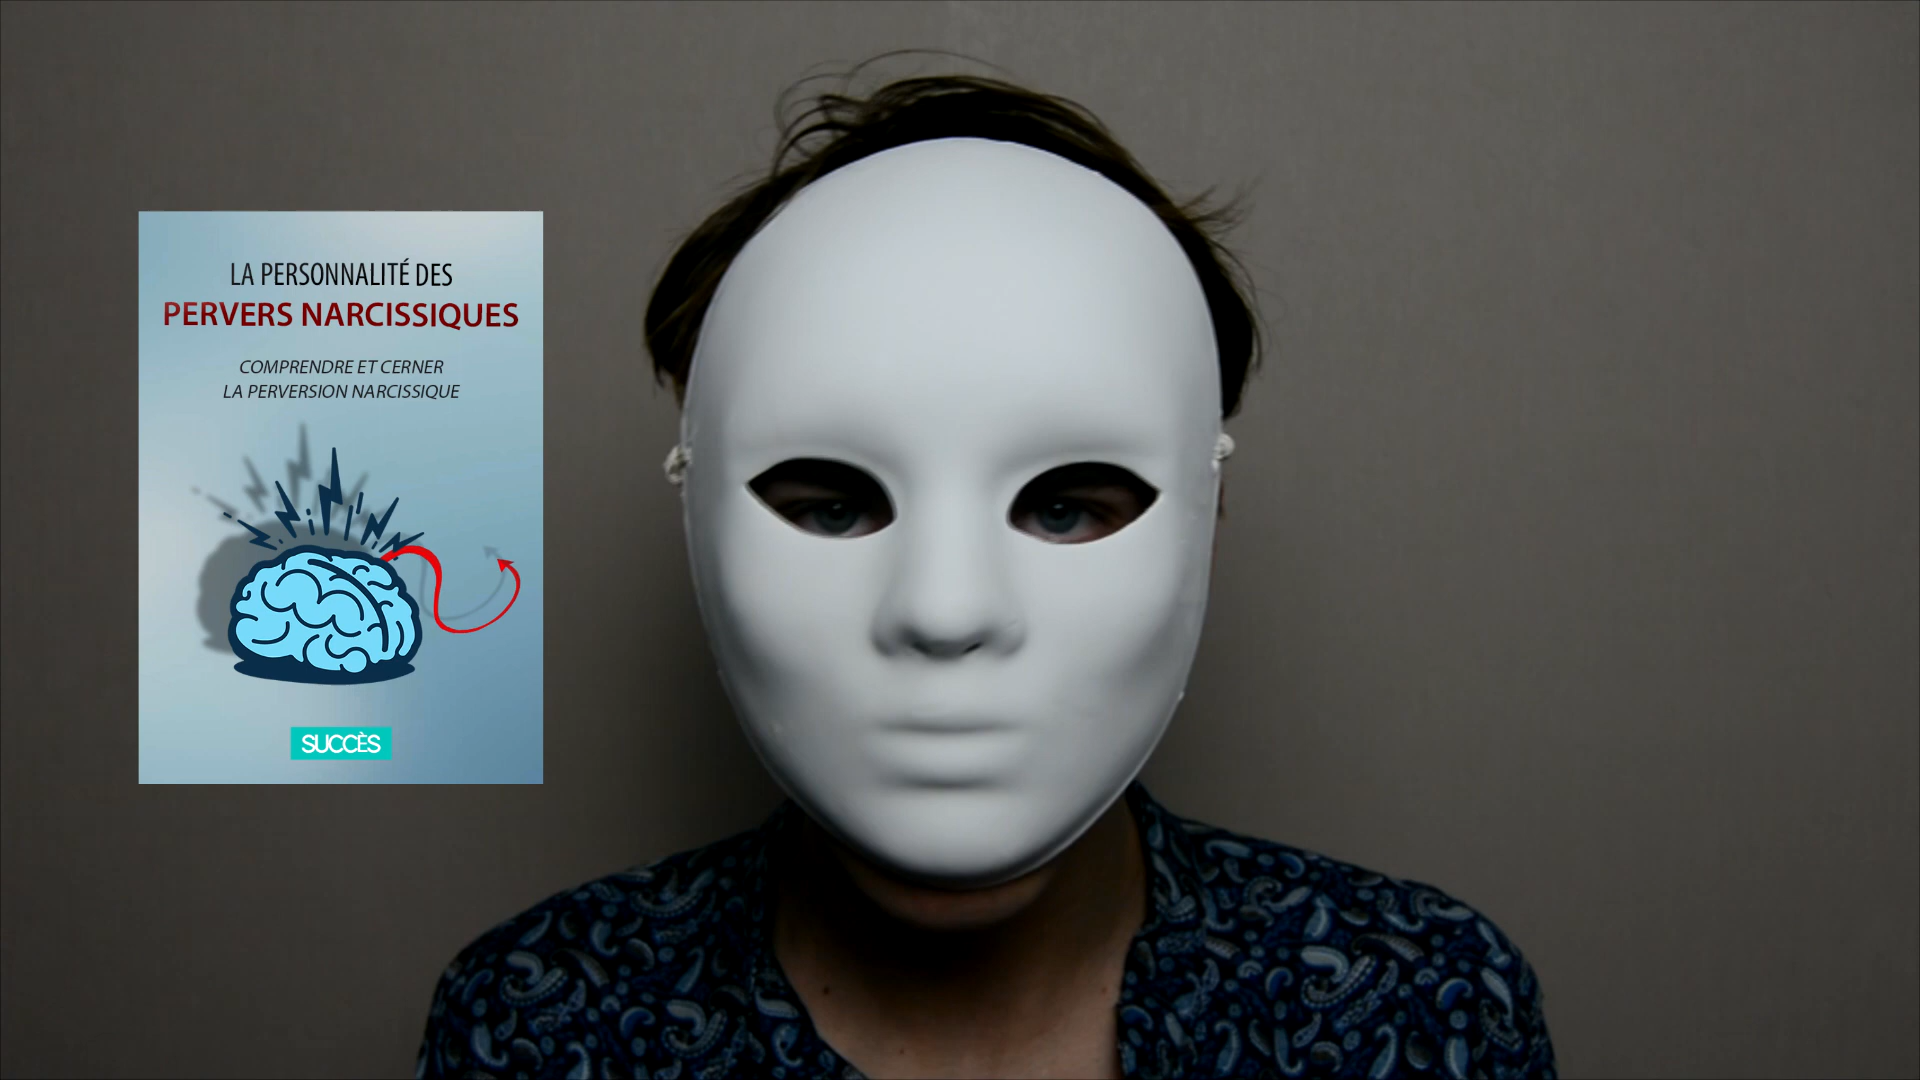 LA PERSONNALITÉ DES
PERVERS NARCISSIQUES
COMPRENDRE ET CERNER
LA PERVERSION NARCISSIQUE
SUCCÈS